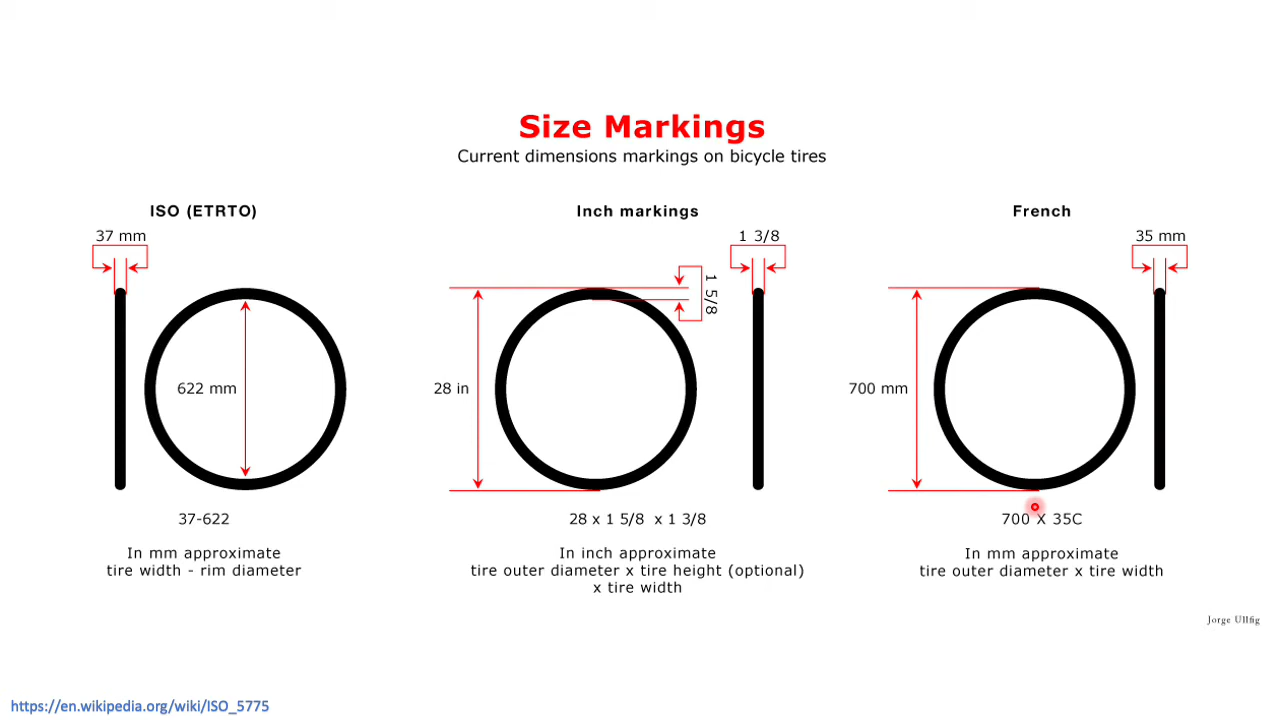 Size Markings
Current dimensions markings on bicycle tires
ISO (ETRTO)
37 mm
622 mm
37-622
In mm approximate
tire width - rim diameter
Inch markings
1 3/8
1 5/8
28 in
28 x 1 5/8 x 1 3/8
In inch approximate
tire outer diameter x tire height (optional)
x tire width
French
35 mm
700 mm
700 X 35C
In mm approximate
tire outer diameter x tire width
Jorge Ullfig
https://en.wikipedia.org/wiki/ISO_5775